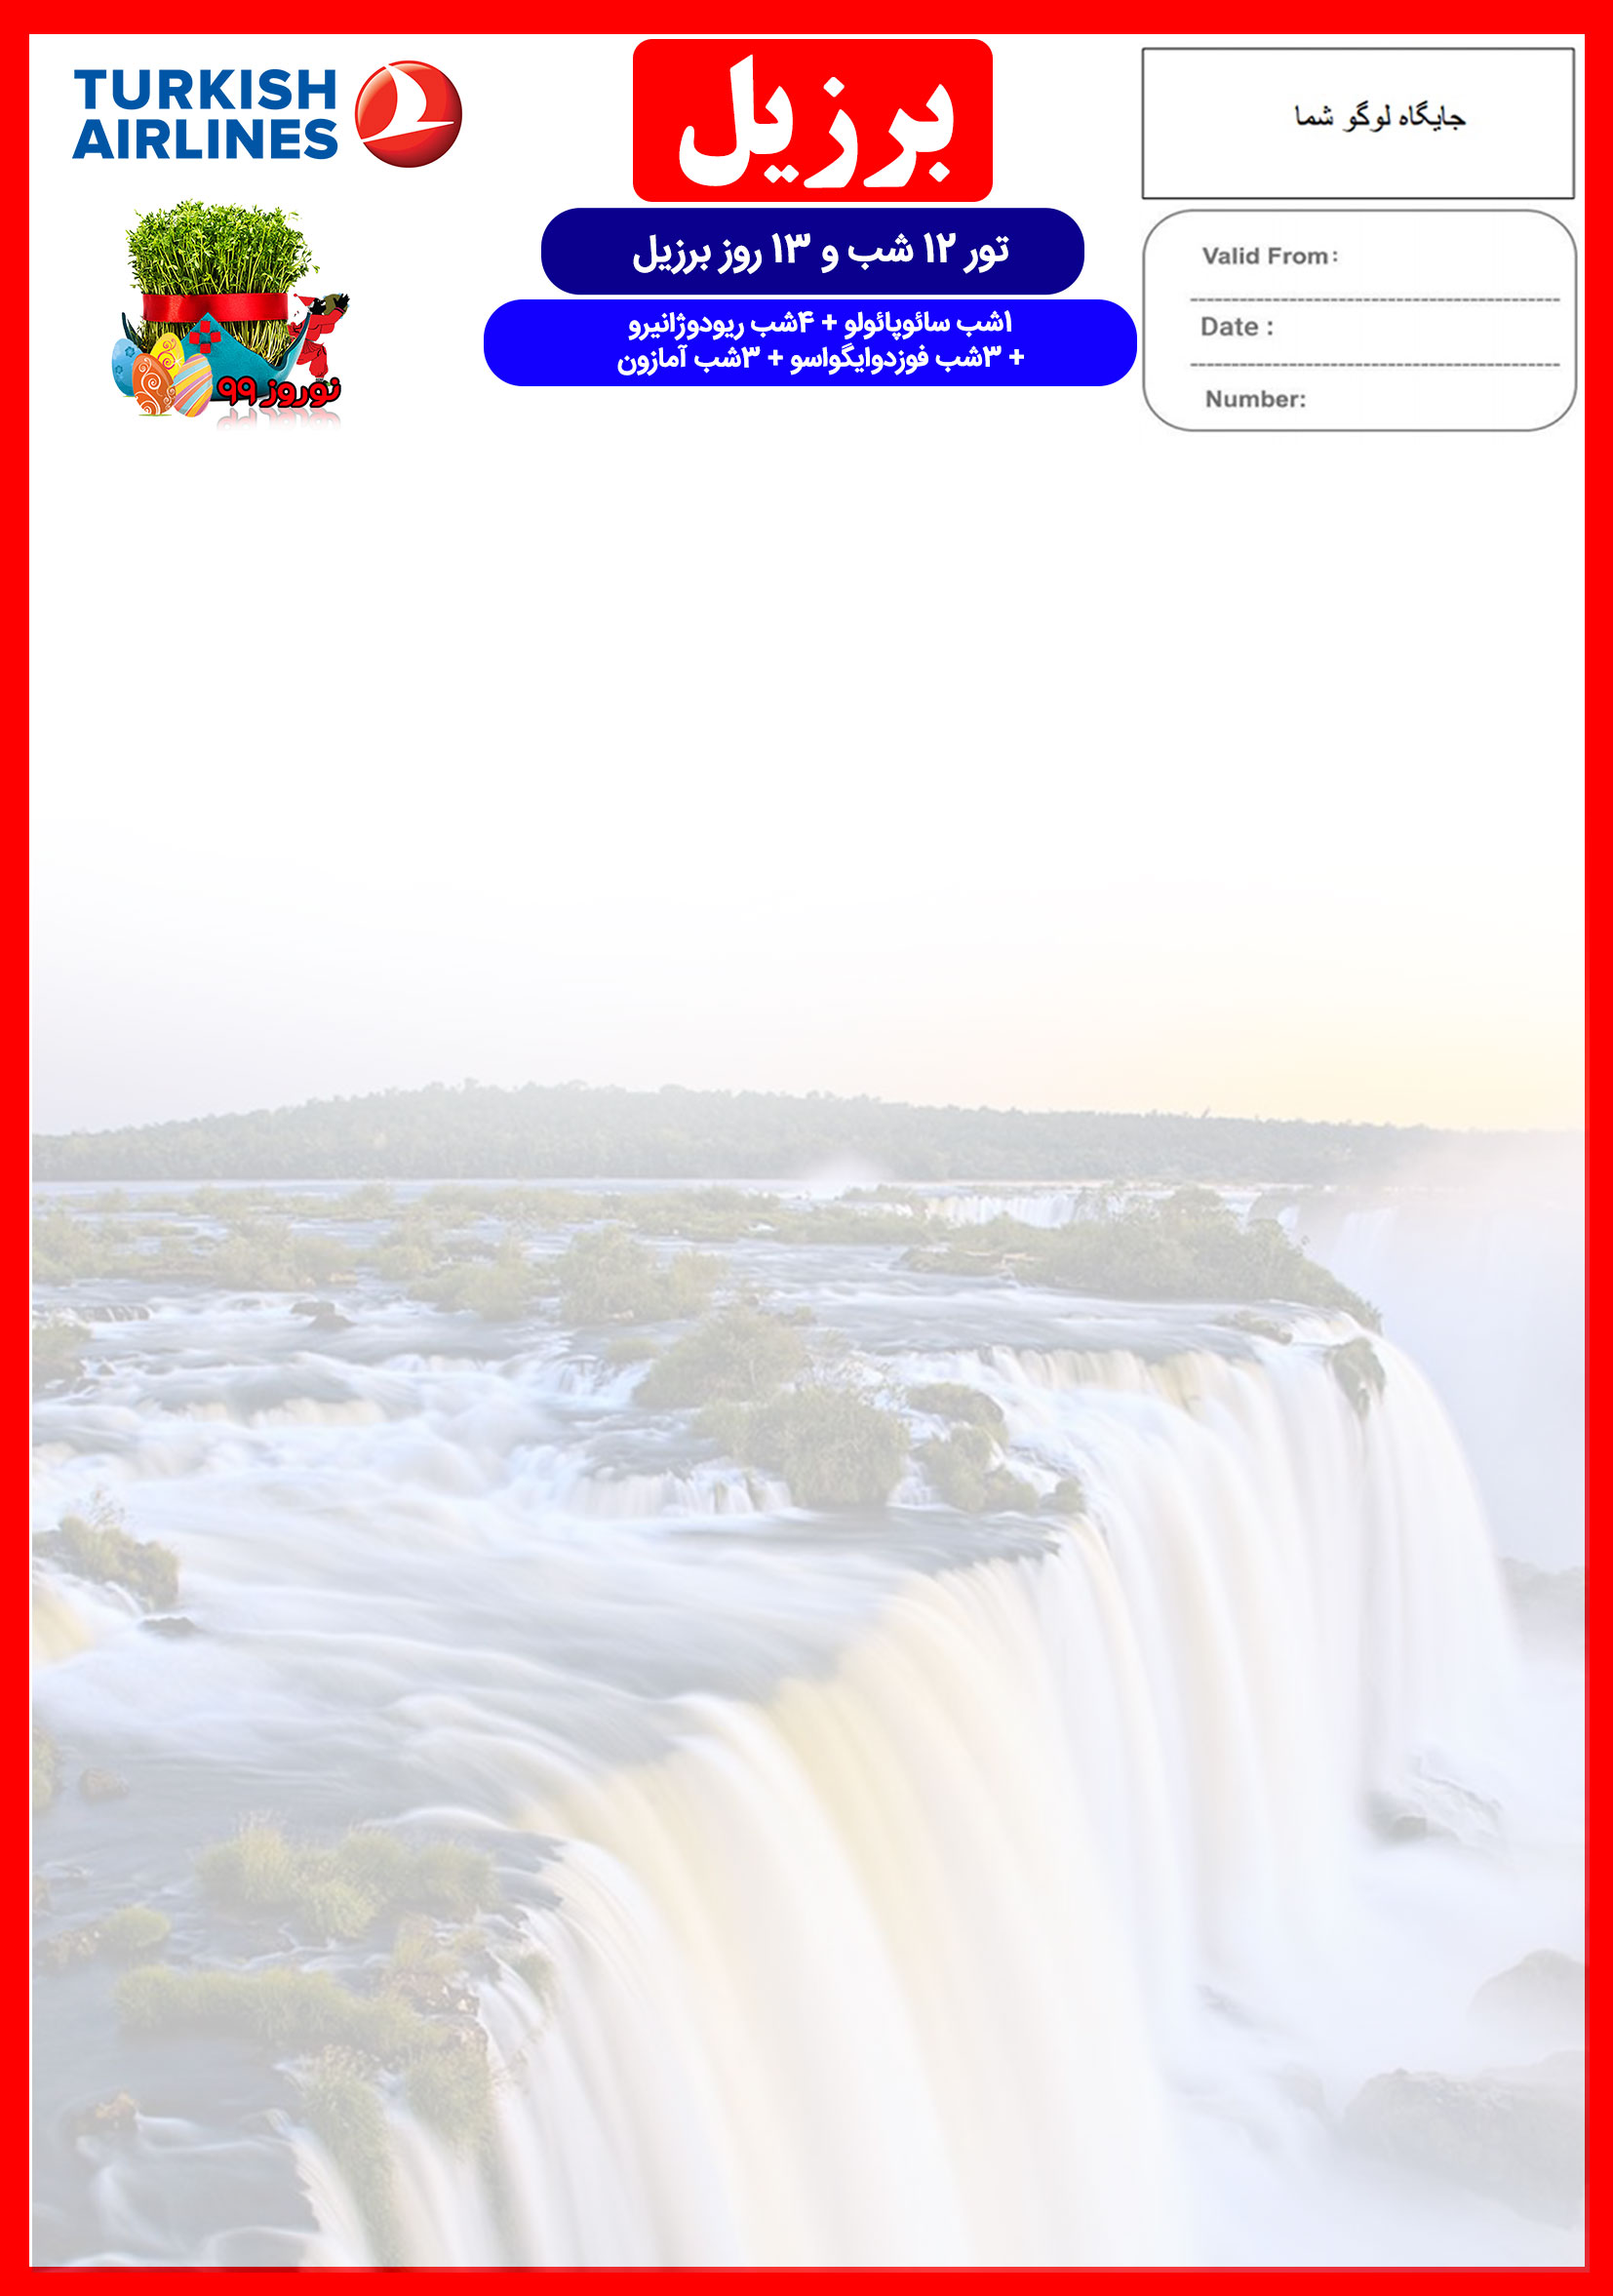 TURKISH
AIRLINES
برزیل
جایگاه لوگو شما
تور ۱۲ شب و ۱۳ روز برزیل
۱شب سائوپائولو + ۴شب ریودوژانیرو
+ ۳شب فوزدوایگواسو + ۳شب آمازون
Valid From:
Date :
Number:
نوروز ۹۹